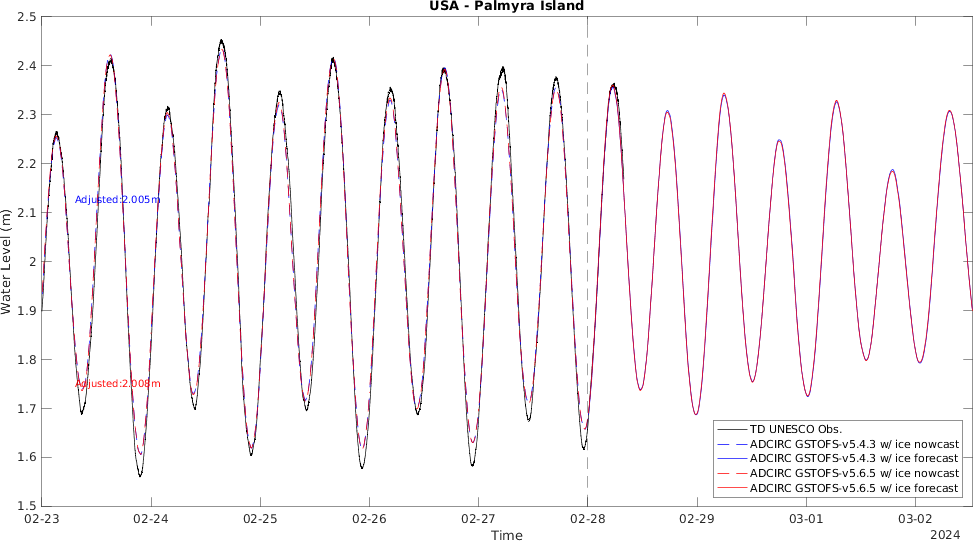 USA - Palmyra Island
2.5
2.4
2.3
2.2
2.1
2
1.9
1.8
1.7
1.6
1.5
Water Level (m)
Adjusted:2.005m
Adjusted:2.008m
TD UNESCO Obs.
ADCIRC GSTOFS-v5.4.3 w/ ice nowcast
ADCIRC GSTOFS-v5.4.3 w/ ice forecast
ADCIRC GSTOFS-v5.6.5 w/ ice nowcast
ADCIRC GSTOFS-v5.6.5 w/ ice forecast
02-23 02-24 02-25 02-26 02-27 02-28 02-29 03-01 03-02
Time
2024